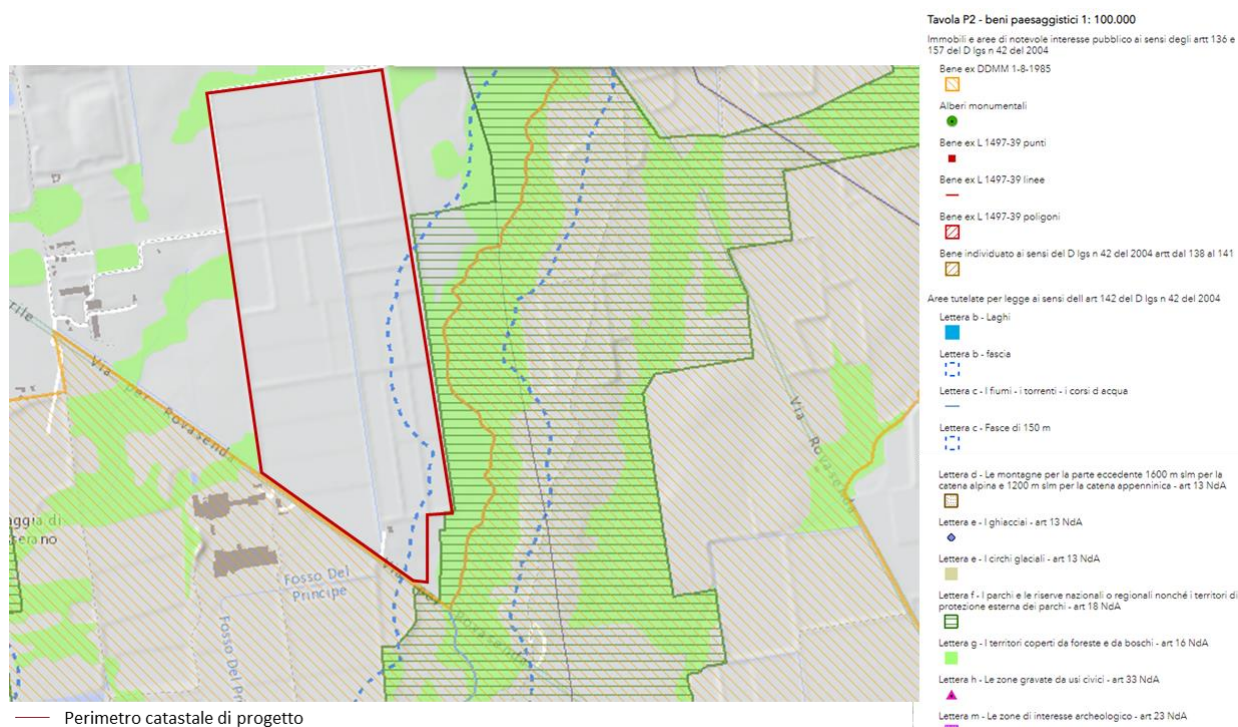 Tavola P2 - beni paesaggistici 1: 100.000
Immobili e aree di notevole interesse pubblico ai sensi degli artt 136 e
157 del D lgs n 42 del 2004
Bene ex DDMM 1-8-1985
Alberi monumentali
Bene ex L 1497-39 punti
Bene ex L 1497-39 linee
Bene ex L 1497-39 poligoni
Bene individuato ai sensi del D lgs n 42 del 2004 artt dal 138 al 141
Aree tutelate per legge ai sensi dell art 142 del D lgs n 42 del 2004
Lettera b - Laghi
Lettera b - fascia
Lettera c - I fiumi - i torrenti - i corsi d acqua
Lettera c - Fasce di 150 m
Lettera d - Le montagne per la parte eccedente 1600 m slm per la
catena alpina e 1200 m slm per la catena appenninica - art 13 NdA
Lettera e - I ghiacciai - art 13 NdA
Lettera e - I circhi glaciali - art 13 NdA
Lettera f - I parchi e le riserve nazionali o regionali nonché i territori di
protezione esterna dei parchi - art 18 NdA
Lettera g - I territori coperti da foreste e da boschi - art 16 NdA
Lettera h - Le zone gravate da usi civici - art 33 NdA
Lettera m - Le zone di interesse archeologico - art 23 NdA
rile
Via per Rovasenda
Via Rovasenda
aggia di
serano
Fosso Del
Principe
Fosso Del Pri
Rovasenda
Perimetro catastale di progetto